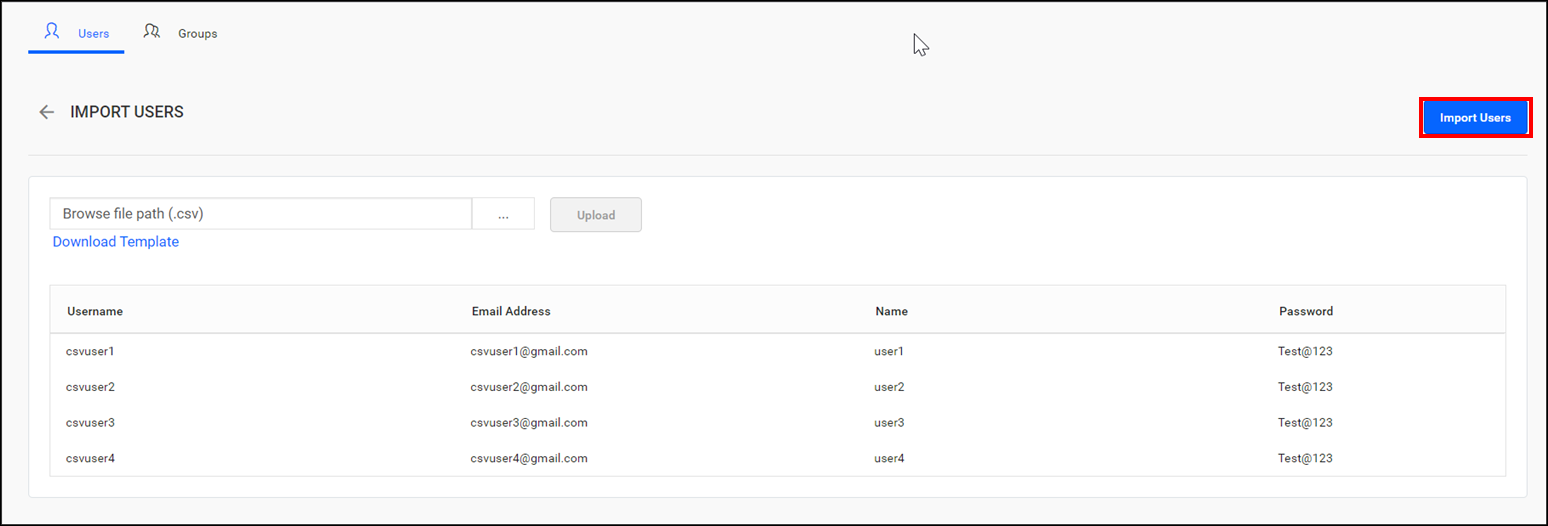 Users Groups
IMPORT USERS
Import Users
Browse file path (.csv) ... Upload
Download Template
Username Email Address Name Password
csvuser1 csvuser1@gmail.com user1 Test@123
csvuser2 csvuser2@gmail.com user2 Test@123
csvuser3 csvuser3@gmail.com user3 Test@123
csvuser4 csvuser4@gmail.com user4 Test@123